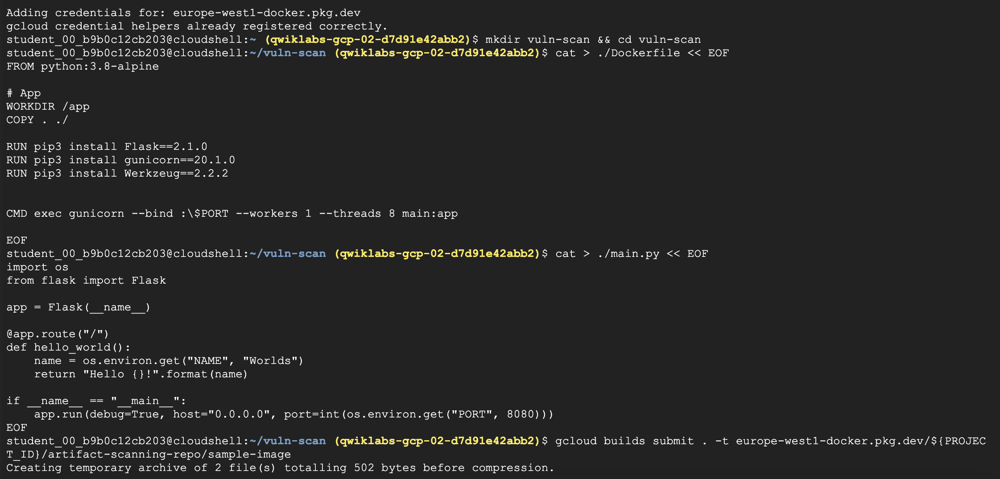 Adding credentials for: europe-west1-docker.pkg.dev
gcloud credential helpers already registered correctly.
student_00_b9b0c12cb203@cloudshell:~ (qwiklabs-gcp-02-d7d91e42abb2)$ mkdir vuln-scan && cd vuln-scan
student_00_b9b0c12cb203@cloudshell:~/vuln-scan (qwiklabs-gcp-02-d7d91e42abb2)$ cat > ./Dockerfile << EOF
FROM python:3.8-alpine

# App
WORKDIR /app
COPY . ./

RUN pip3 install Flask==2.1.0
RUN pip3 install gunicorn==20.1.0
RUN pip3 install Werkzeug==2.2.2


CMD exec gunicorn --bind :\$PORT --workers 1 --threads 8 main:app

EOF
student_00_b9b0c12cb203@cloudshell:~/vuln-scan (qwiklabs-gcp-02-d7d91e42abb2)$ cat > ./main.py << EOF
import os
from flask import Flask

app = Flask(__name__)

@app.route("/")
def hello_world():
    name = os.environ.get("NAME", "Worlds")
    return "Hello {}!".format(name)

if __name__ == "__main__":
    app.run(debug=True, host="0.0.0.0", port=int(os.environ.get("PORT", 8080)))
EOF
student_00_b9b0c12cb203@cloudshell:~/vuln-scan (qwiklabs-gcp-02-d7d91e42abb2)$ gcloud builds submit . -t europe-west1-docker.pkg.dev/${PROJEC
T_ID}/artifact-scanning-repo/sample-image
Creating temporary archive of 2 file(s) totalling 502 bytes before compression.